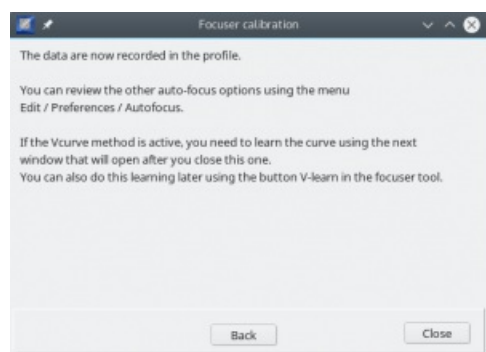 Focuser calibration
The data are now recorded in the profile.
You can review the other auto-focus options using the menu
Edit / Preferences / Autofocus.
If the Vcurve method is active, you need to learn the curve using the next
window that will open after you close this one.
You can also do this learning later using the button V-learn in the focuser tool.
Back
Close